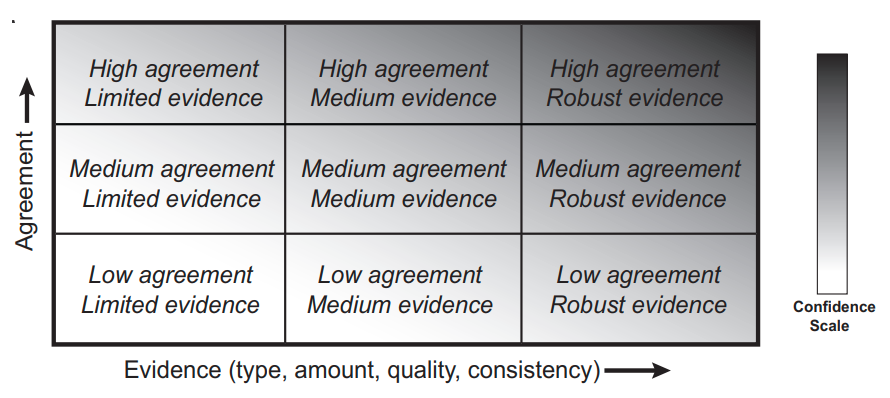 High agreement
Limited evidence
High agreement
Medium evidence
High agreement
Robust evidence
Medium agreement
Limited evidence
Medium agreement
Medium evidence
Medium agreement
Robust evidence
Low agreement
Limited evidence
Low agreement
Medium evidence
Low agreement
Robust evidence
Agreement
Evidence (type, amount, quality, consistency)
Confidence
Scale